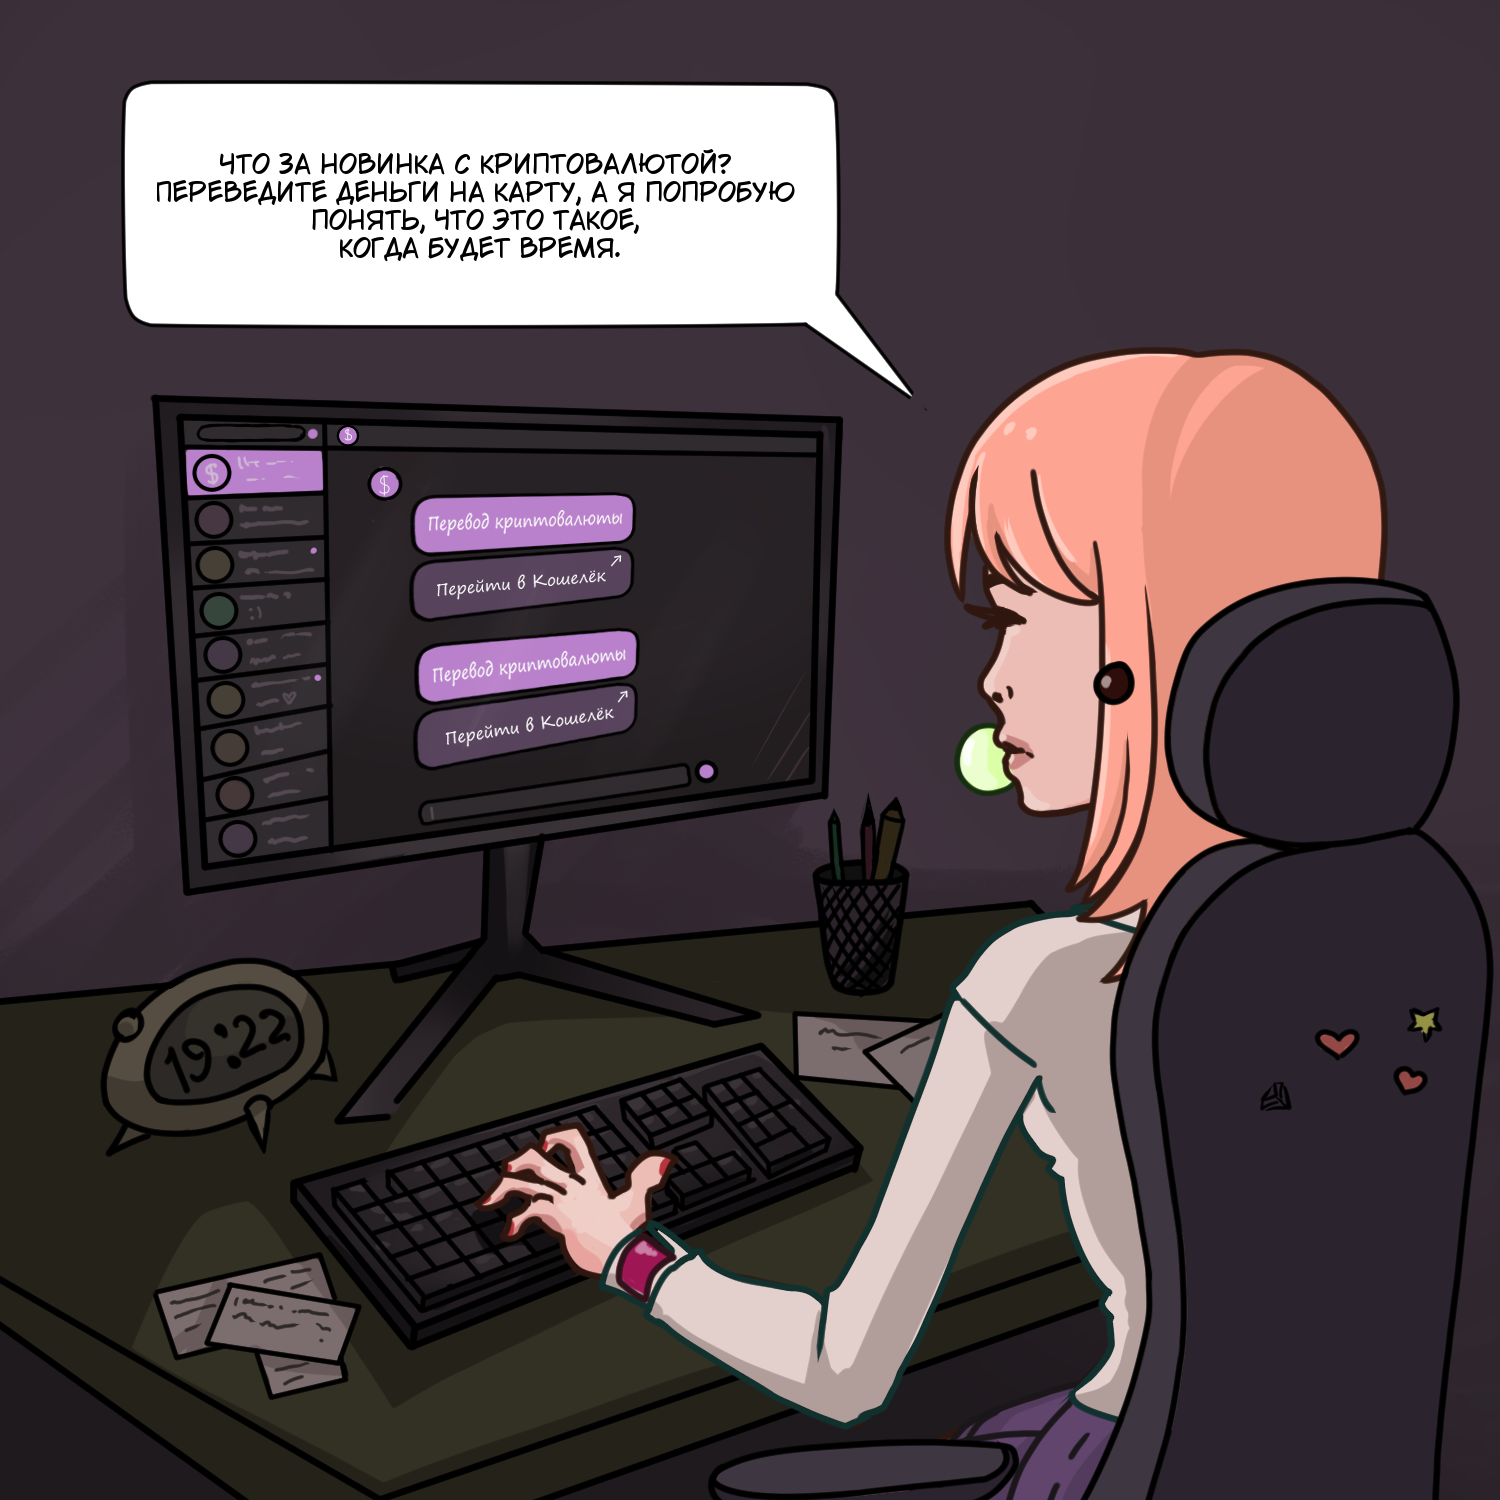 ЧТО ЗА НОВИНКА С КРИПТОВАЛЮТОЙ?
ПЕРЕВЕДИТЕ ДЕНЬГИ НА КАРТУ, А Я ПОПРОБУЮ
ПОНЯТЬ, ЧТО ЭТО ТАКОЕ,
КОГДА БУДЕТ ВРЕМЯ.
$
$
$
Перевод криптовалюты
Перейти в Кошелёк
Перевод криптовалюты
Перейти в Кошелёк
:)
19:22